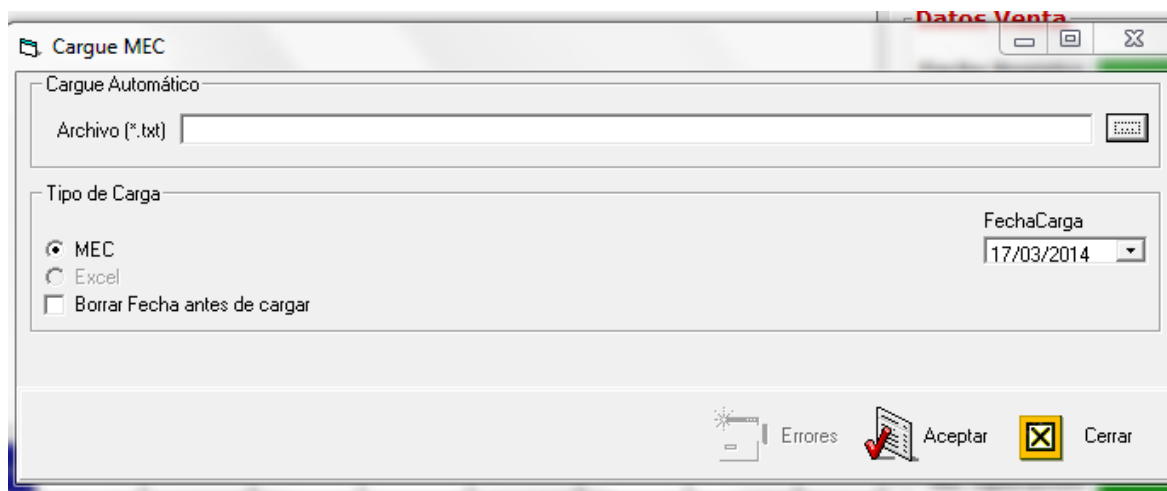 Datos Venta
Cargue MEC
Cargue Automático
Archivo (*.txt)
Tipo de Carga
FechaCarga
MEC
17/03/2014
Excel
Borrar Fecha antes de cargar
Errores
Aceptar
Cerrar